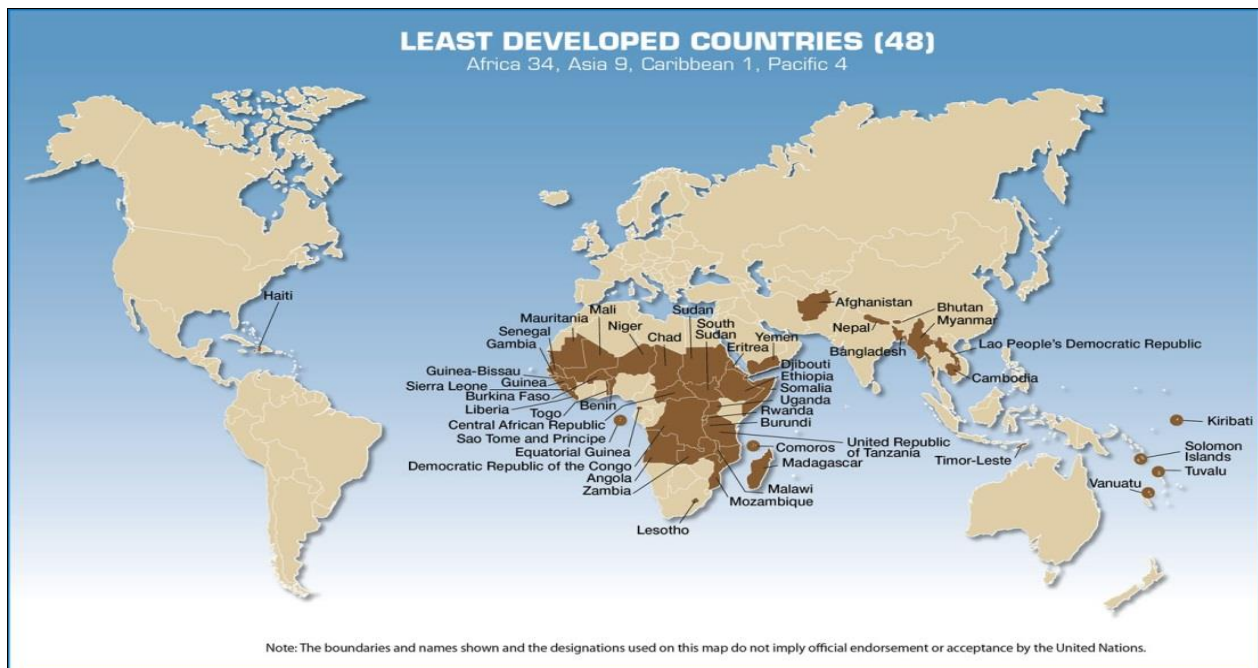 LEAST DEVELOPED COUNTRIES (48)
Africa 34, Asia 9, Caribbean 1, Pacific 4
Haiti
Mauritania
Mali
Niger
Chad
Sudan
South
Sudan
Eritrea
Yemen
Senegal
Gambia
Guinea-Bissau
Guinea
Sierra Leone
Burkina Faso
Liberia
Togo
Benin
Central African Republic
Sao Tome and Principe
Equatorial Guinea
Democratic Republic of the Congo
Angola
Zambia
Lesotho
Djibouti
Ethiopia
Somalia
Uganda
Rwanda
Burundi
United Republic
of Tanzania
Comoros
Madagascar
Malawi
Mozambique
Afghanistan
Nepal
Bhutan
Myanmar
Bangladesh
Lao People's Democratic Republic
Cambodia
Timor-Leste
Kiribati
Solomon
Islands
Tuvalu
Vanuatu
Note: The boundaries and names shown and the designations used on this map do not imply official endorsement or acceptance by the United Nations.